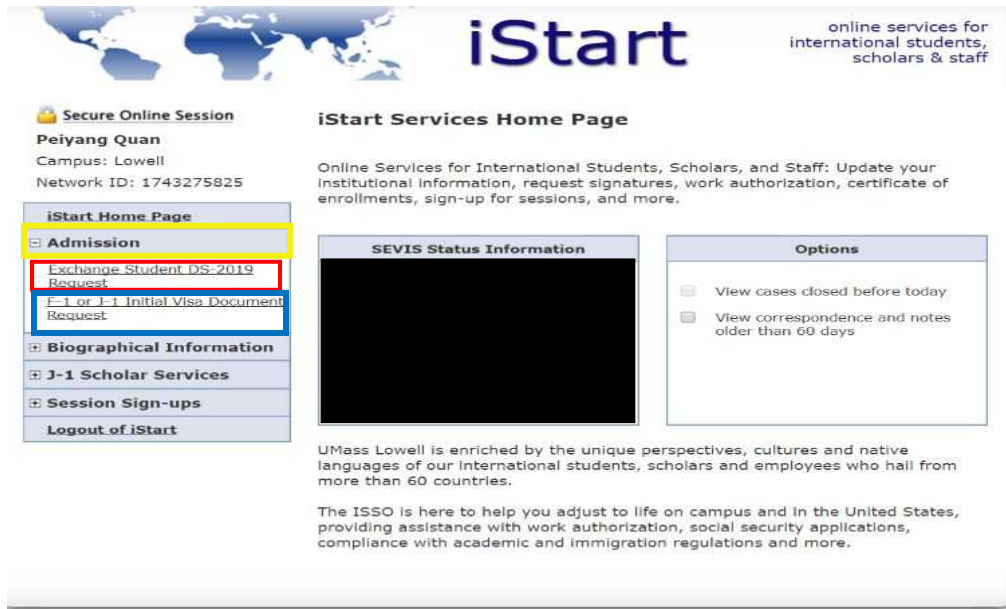 iStart
online services for
international students,
scholars & staff
Secure Online Session
Peiyang Quan
Campus: Lowell
Network ID: 1743275825
iStart Home Page
Admission
Exchange Student DS-2019
Request
F-1 or J-1 Initial Visa Document
Request
Biographical Information
J-1 Scholar Services
Session Sign-ups
Logout of iStart
iStart Services Home Page
Online Services for International Students, Scholars, and Staff: Update your
institutional information, request signatures, work authorization, certificate of
enrollments, sign-up for sessions, and more.
SEVIS Status Information
Options
View cases closed before today
View correspondence and notes
older than 60 days
UMass Lowell is enriched by the unique perspectives, cultures and native
languages of our international students, scholars and employees who hail from
more than 60 countries.
The ISSO is here to help you adjust to life on campus and in the United States,
providing assistance with work authorization, social security applications,
compliance with academic and immigration regulations and more.